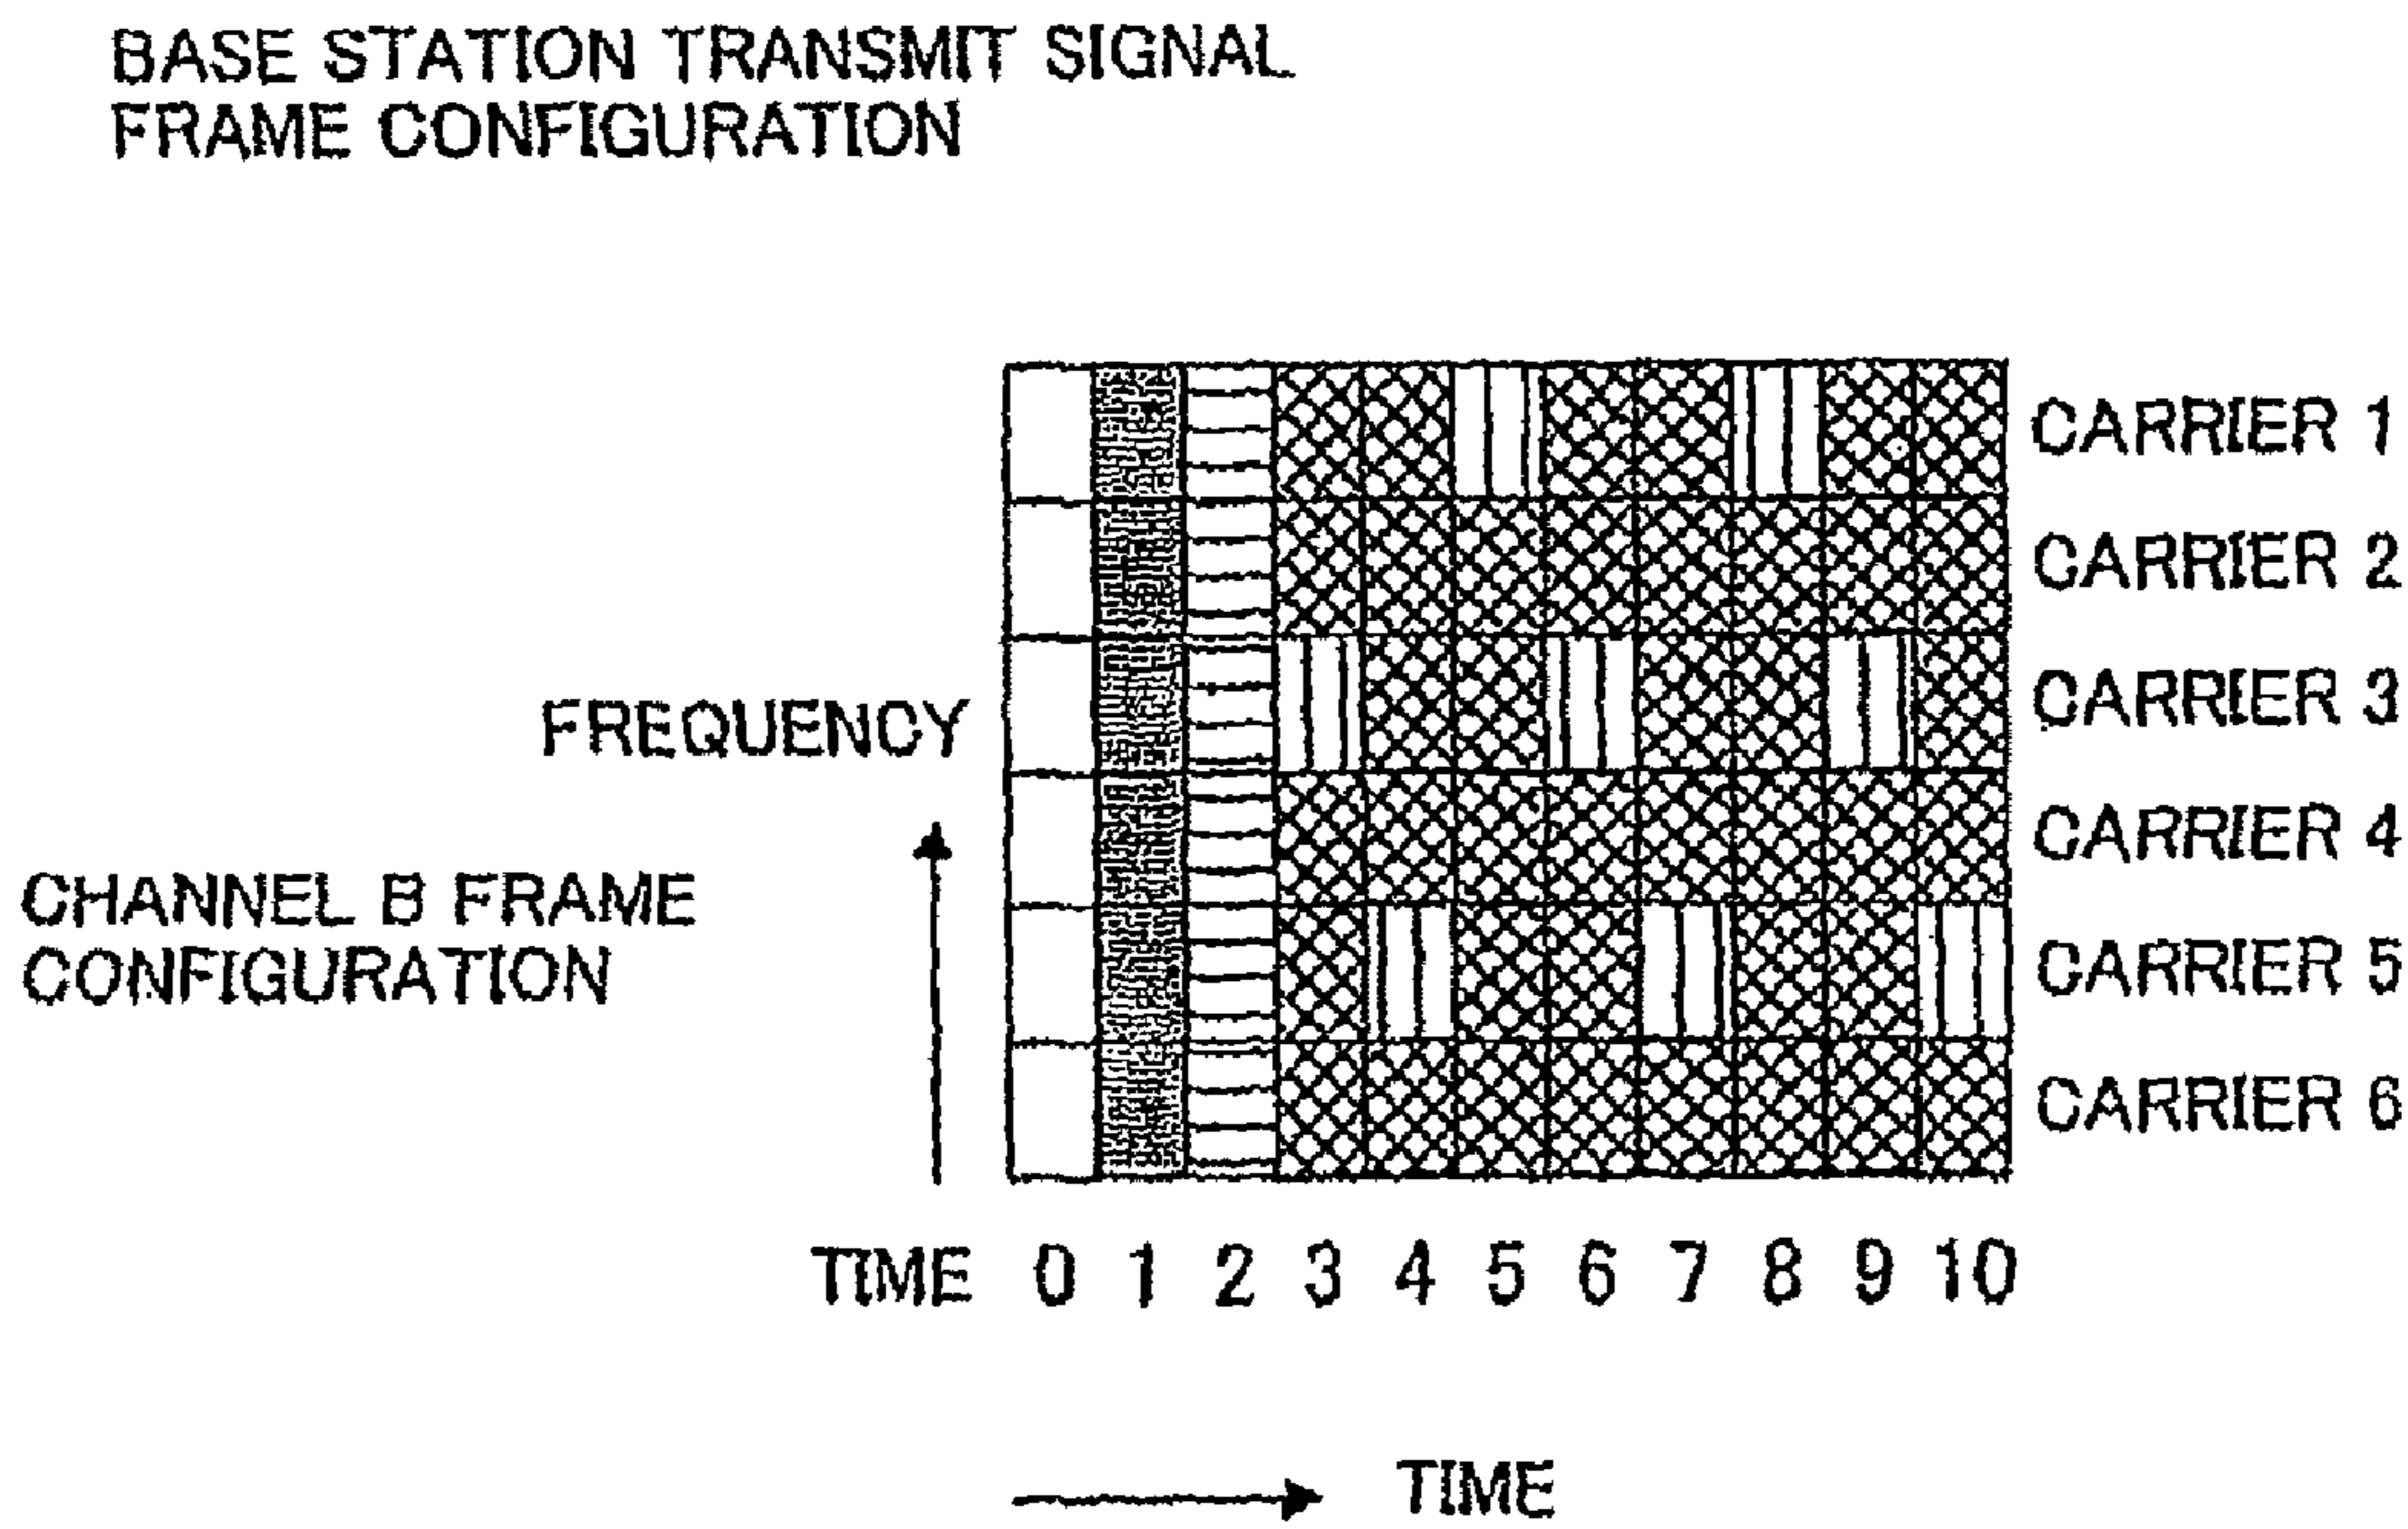 BASE STATION TRANSMIT SIGNAL
FRAME CONFIGURATION
CARRIER 1
CARRIER 2
CARRIER 3
FREQUENCY
CARRIER 4
CHANNEL B FRAME
CONFIGURATION
CARRIER 5
CARRIER 6
TIME 0 1 2 3 4 5 6 7 8 9 10
TIME